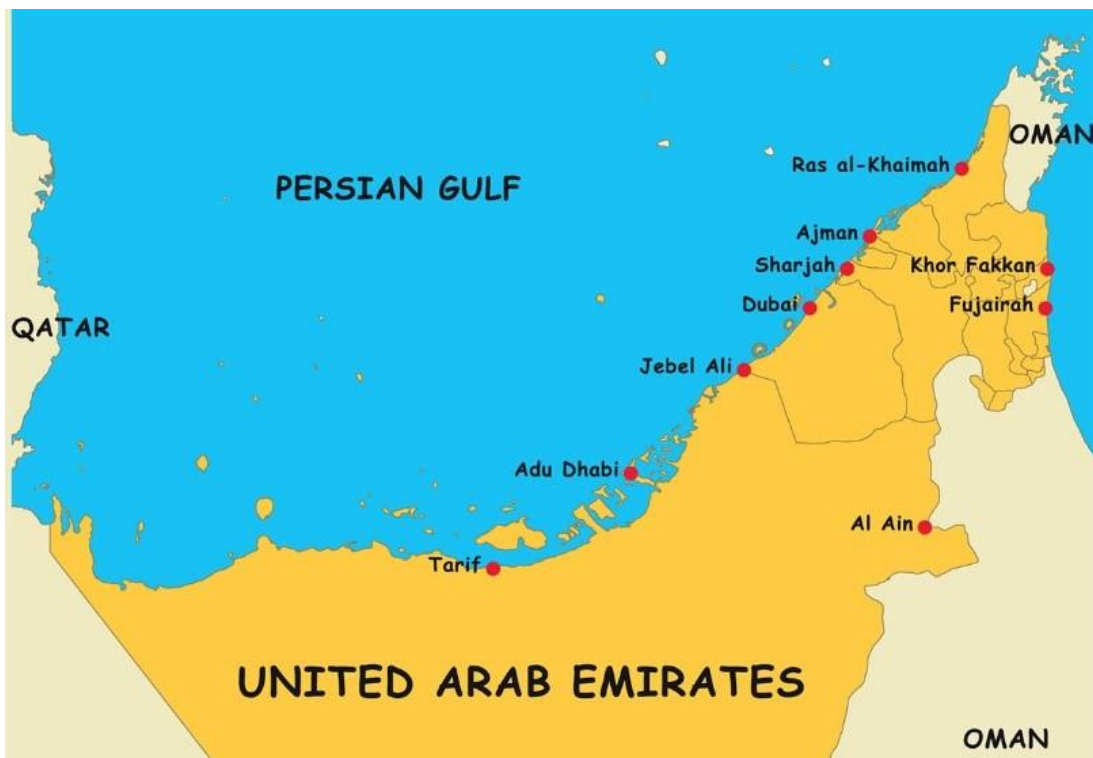 OMAN
Ras al-Khaimah
PERSIAN GULF
Ajman
Sharjah
Khor Fakkan
Dubai
Fujairah
QATAR
Jebel Ali
Adu Dhabi
Al Ain
Tarif
UNITED ARAB EMIRATES
OMAN